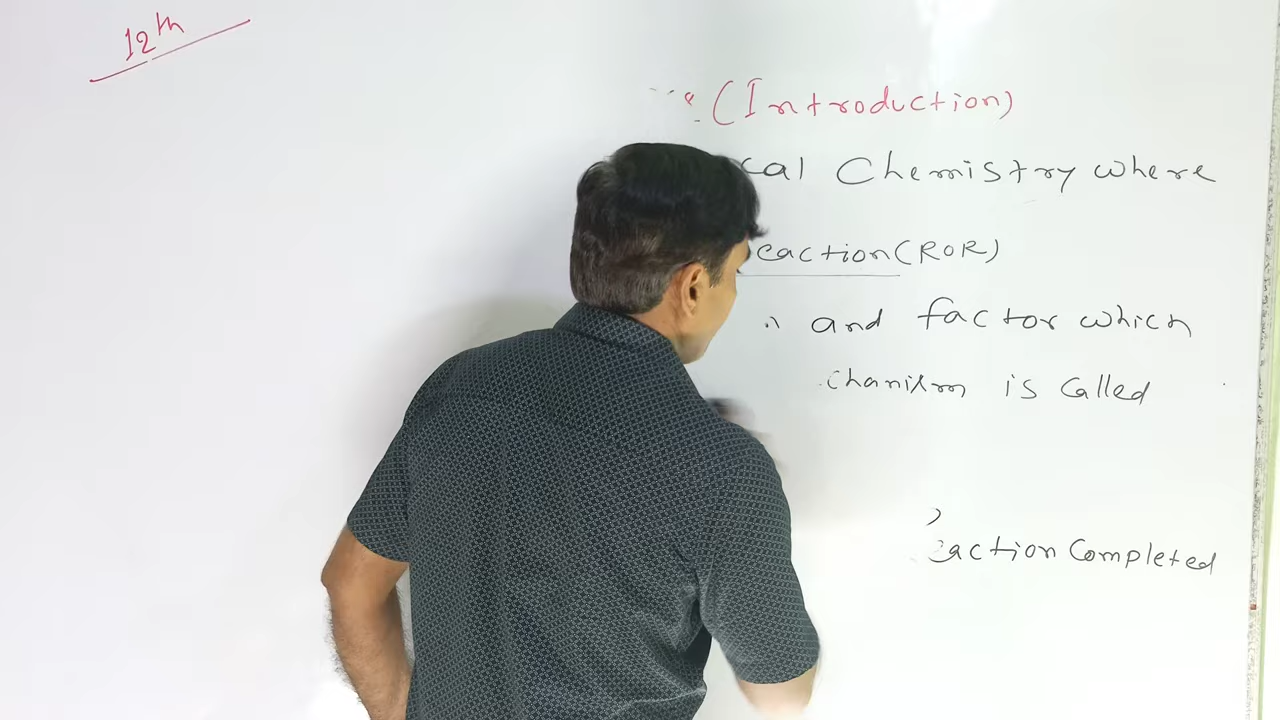 12th
(Introduction)
cal Chemistry where
eaction (ROR)
and factor which
chanism is called
action Completed